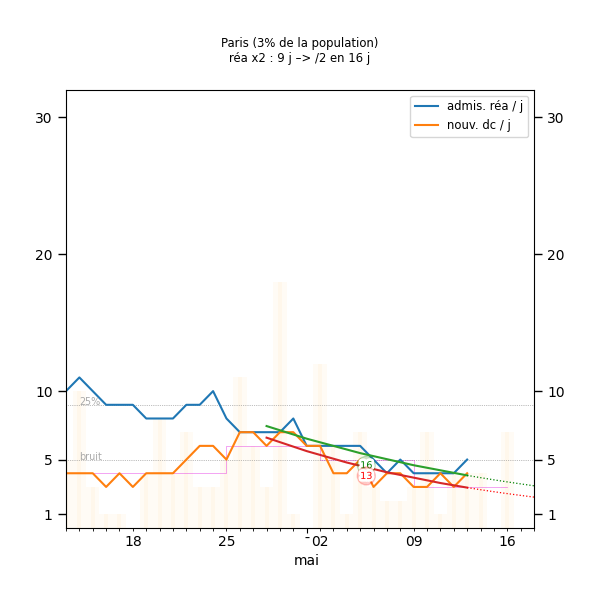 Paris (3% de la population)
réa x2 : 9 j –> /2 en 16 j
admis. réa / j
nouv. dc / j
30 30
20 20
10 10
25%
bruit
5 5
16
13
1 1
18 25 02 09 16
mai